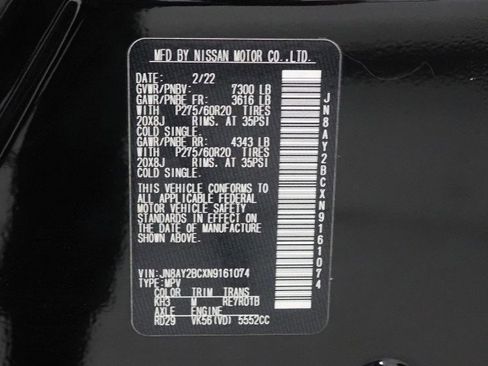 MFD BY NISSAN MOTOR CO.,LTD.
DATE: 2/22
GVWR/PNBV: 7300 LB
GAWR/PNBE FR: 3616 LB
WITH P275/60R20 TIRES
20X8J RIMS. AT 35PSI
COLD SINGLE.
GAWR/PNBE RR: 4343 LB
WITH P275/60R20 TIRES
20X8J RIMS. AT 35PSI
COLD SINGLE.
THIS VEHICLE CONFORMS TO
ALL APPLICABLE FEDERAL
MOTOR VEHICLE SAFETY
STANDARDS IN EFFECT ON
THE DATE OF MANUFACTURE
SHOWN ABOVE.
VIN: JN8AY2BCXN9161074
TYPE: MPV
COLOR TRIM TRANS
KH3 M RE7R01B
AXLE ENGINE
RD29 VK56(VD) 5552CC
JN8AY2BCXN9161074